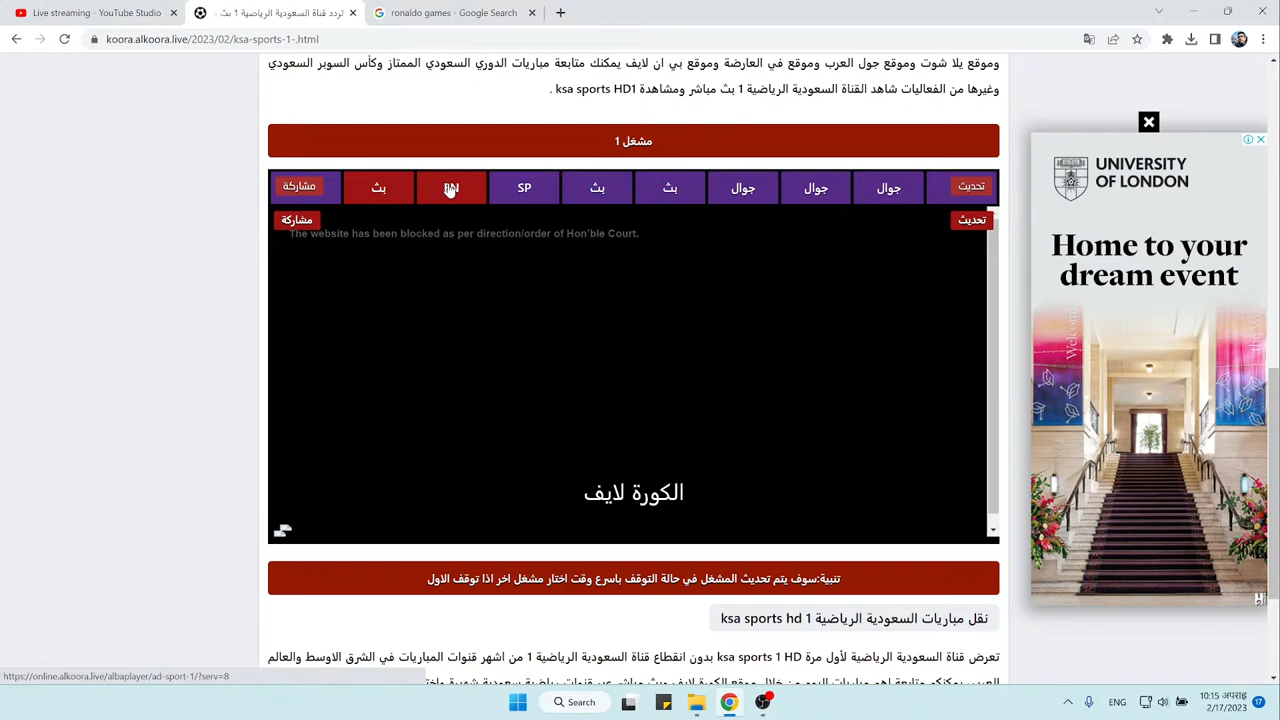 Live streaming - YouTube Studio
تردد قناة السعودية الرياضية 1 بث -
ronaldo games - Google Search
koora.alkoora.live/2023/02/ksa-sports-1-.html
وموقع يلا شوت وموقع جول العرب وموقع في العارضة وموقع بي ان لايف يمكنك متابعة مباريات الدوري السعودي الممتاز وكأس السوبر السعودي
وغيرها من الفعاليات شاهد القناة السعودية الرياضية 1 بث مباشر ومشاهدة ksa sports HD1 .
مشغل 1
مشاركة
بث
SP
بث
بث
جوال
جوال
جوال
تحديث
مشاركة
تحديث
The website has been blocked as per direction/order of Hon'ble Court.
الكورة لايف
تنبية:سوف يتم تحديث المشغل في حالة التوقف باسرع وقت اختار مشغل اخر اذا توقف الاول
نقل مباريات السعودية الرياضية 1 ksa sports hd
تعرض قناة السعودية الرياضية لأول مرة ksa sports 1 HD بدون انقطاع قناة السعودية الرياضية 1 من اشهر قنوات المباريات في الشرق الاوسط والعالم
UNIVERSITY
OF LONDON
Home to your
dream event
Welcome
https://online.alkoora.live/albaplayer/ad-sport-1/?serv=8
Search
ENG
10:15 अपराह्न
2/17/2023
17